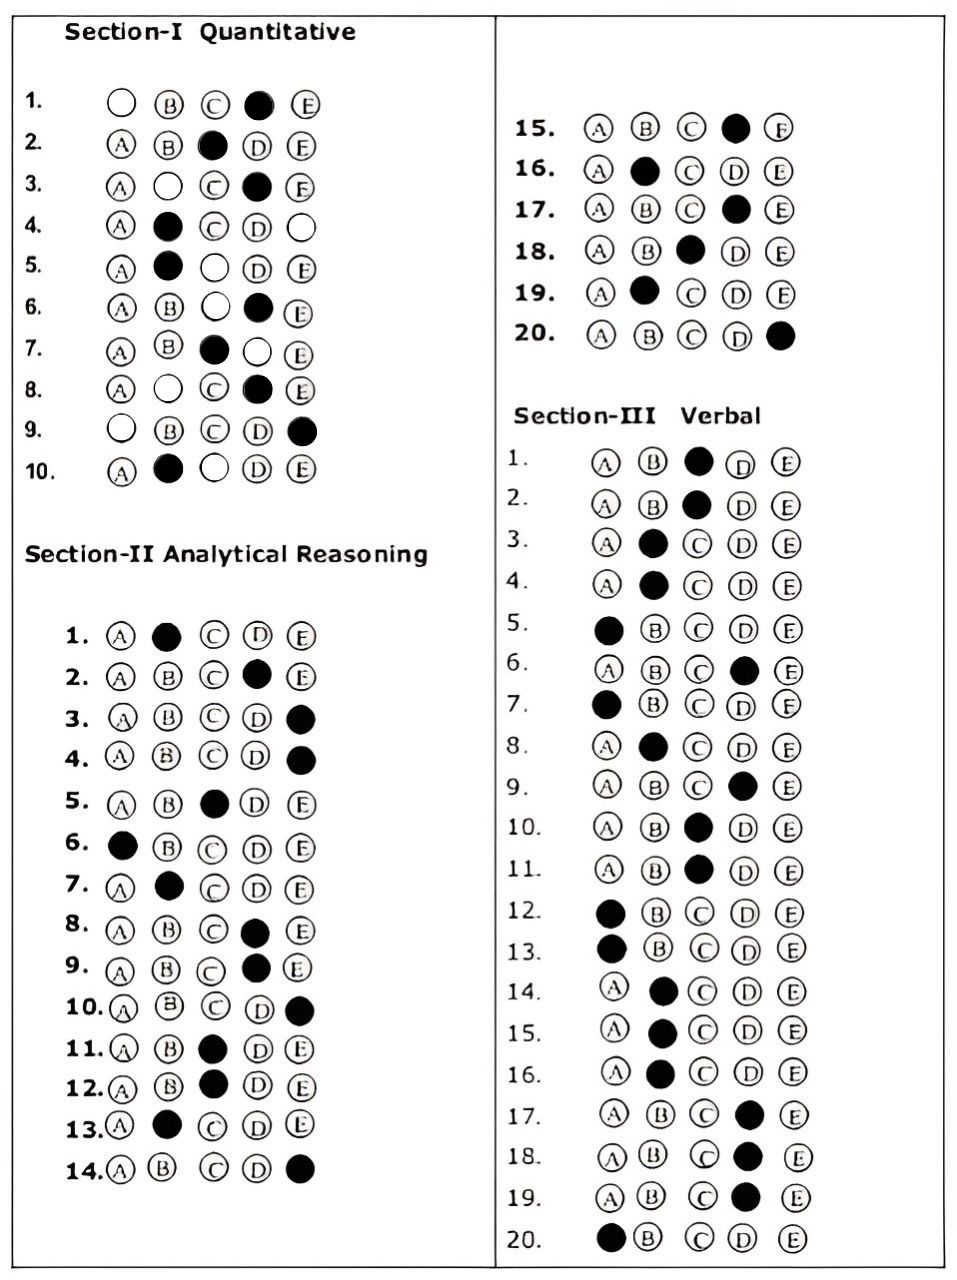 Section-I Quantitative
1. B C E
2. A B D E
3. A C E
4. A C D
5. A D E
6. A B E
7. A B E
8. A C E
9. B C D
10. A D E
Section-II Analytical Reasoning
1. A C D E
2. A B C E
3. A B C D
4. A B C D
5. A B D E
6. B C D E
7. A C D E
8. A B C E
9. A B C E
10. A B C D
11. A B D E
12. A B D E
13. A C D E
14. A B C D
15. A B C E
16. A C D E
17. A B C E
18. A B D E
19. A C D E
20. A B C D
Section-III Verbal
1. A B D E
2. A B D E
3. A C D E
4. A C D E
5. B C D E
6. A B C E
7. B C D E
8. A C D E
9. A B C E
10. A B D E
11. A B D E
12. B C D E
13. B C D E
14. A C D E
15. A C D E
16. A C D E
17. A B C E
18. A B C E
19. A B C E
20. B C D E